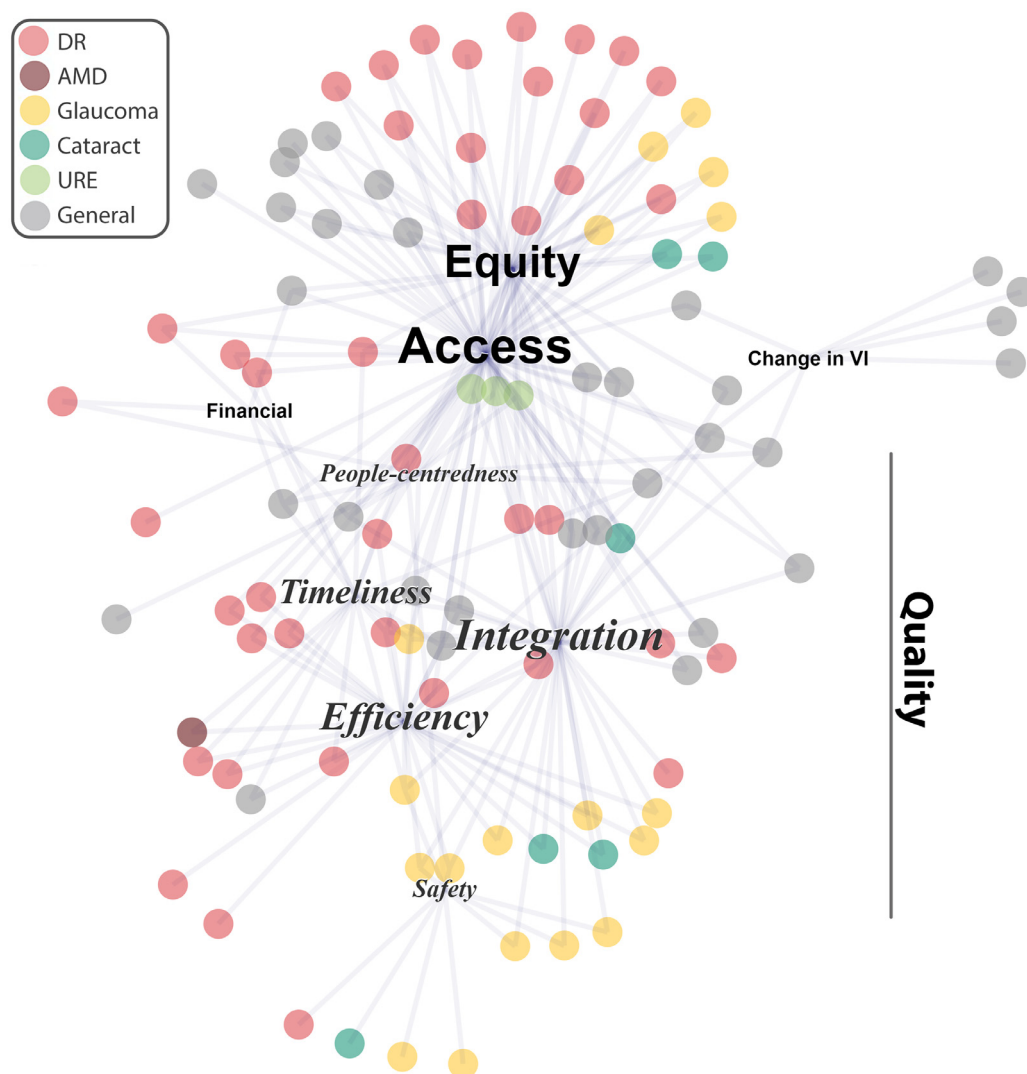 DR
AMD
Glaucoma
Cataract
URE
General
Equity
Access
Change in VI
Financial
People-centredness
Timeliness
Integration
Quality
Efficiency
Safety